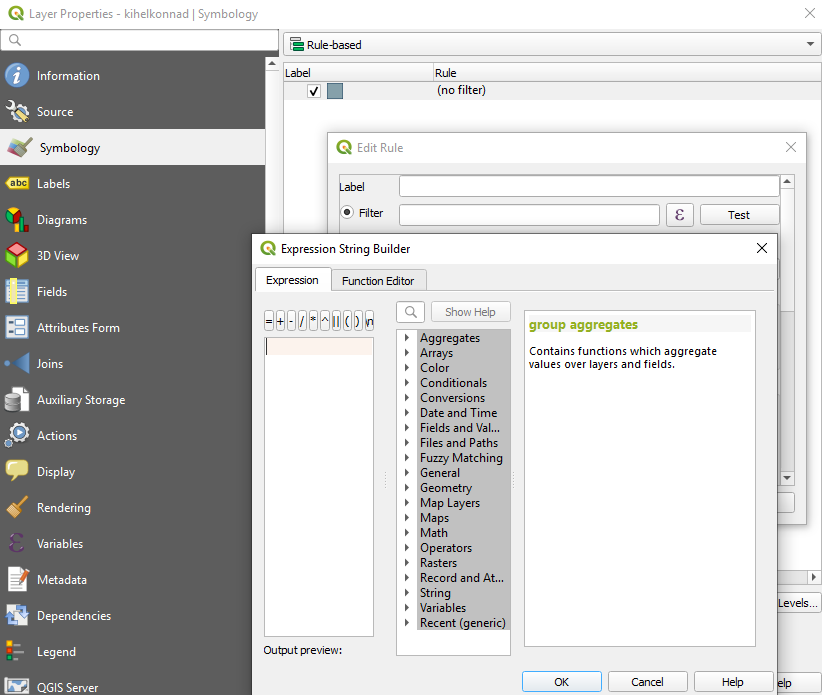 Layer Properties - kihelkonnad | Symbology
Rule-based
Information
Source
Symbology
Labels
Diagrams
3D View
Fields
Attributes Form
Joins
Auxiliary Storage
Actions
Display
Rendering
Variables
Metadata
Dependencies
Legend
QGIS Server
Label Rule
(no filter)
Edit Rule
Label
Filter
ε Test
Expression String Builder
Expression Function Editor
= + - / * ^ || ( ) \n
Show Help
Aggregates
Arrays
Color
Conditionals
Conversions
Date and Time
Fields and Val...
Files and Paths
Fuzzy Matching
General
Geometry
Map Layers
Maps
Math
Operators
Rasters
Record and At...
String
Variables
Recent (generic)
group aggregates
Contains functions which aggregate
values over layers and fields.
Output preview:
OK Cancel Help
Levels...
elp